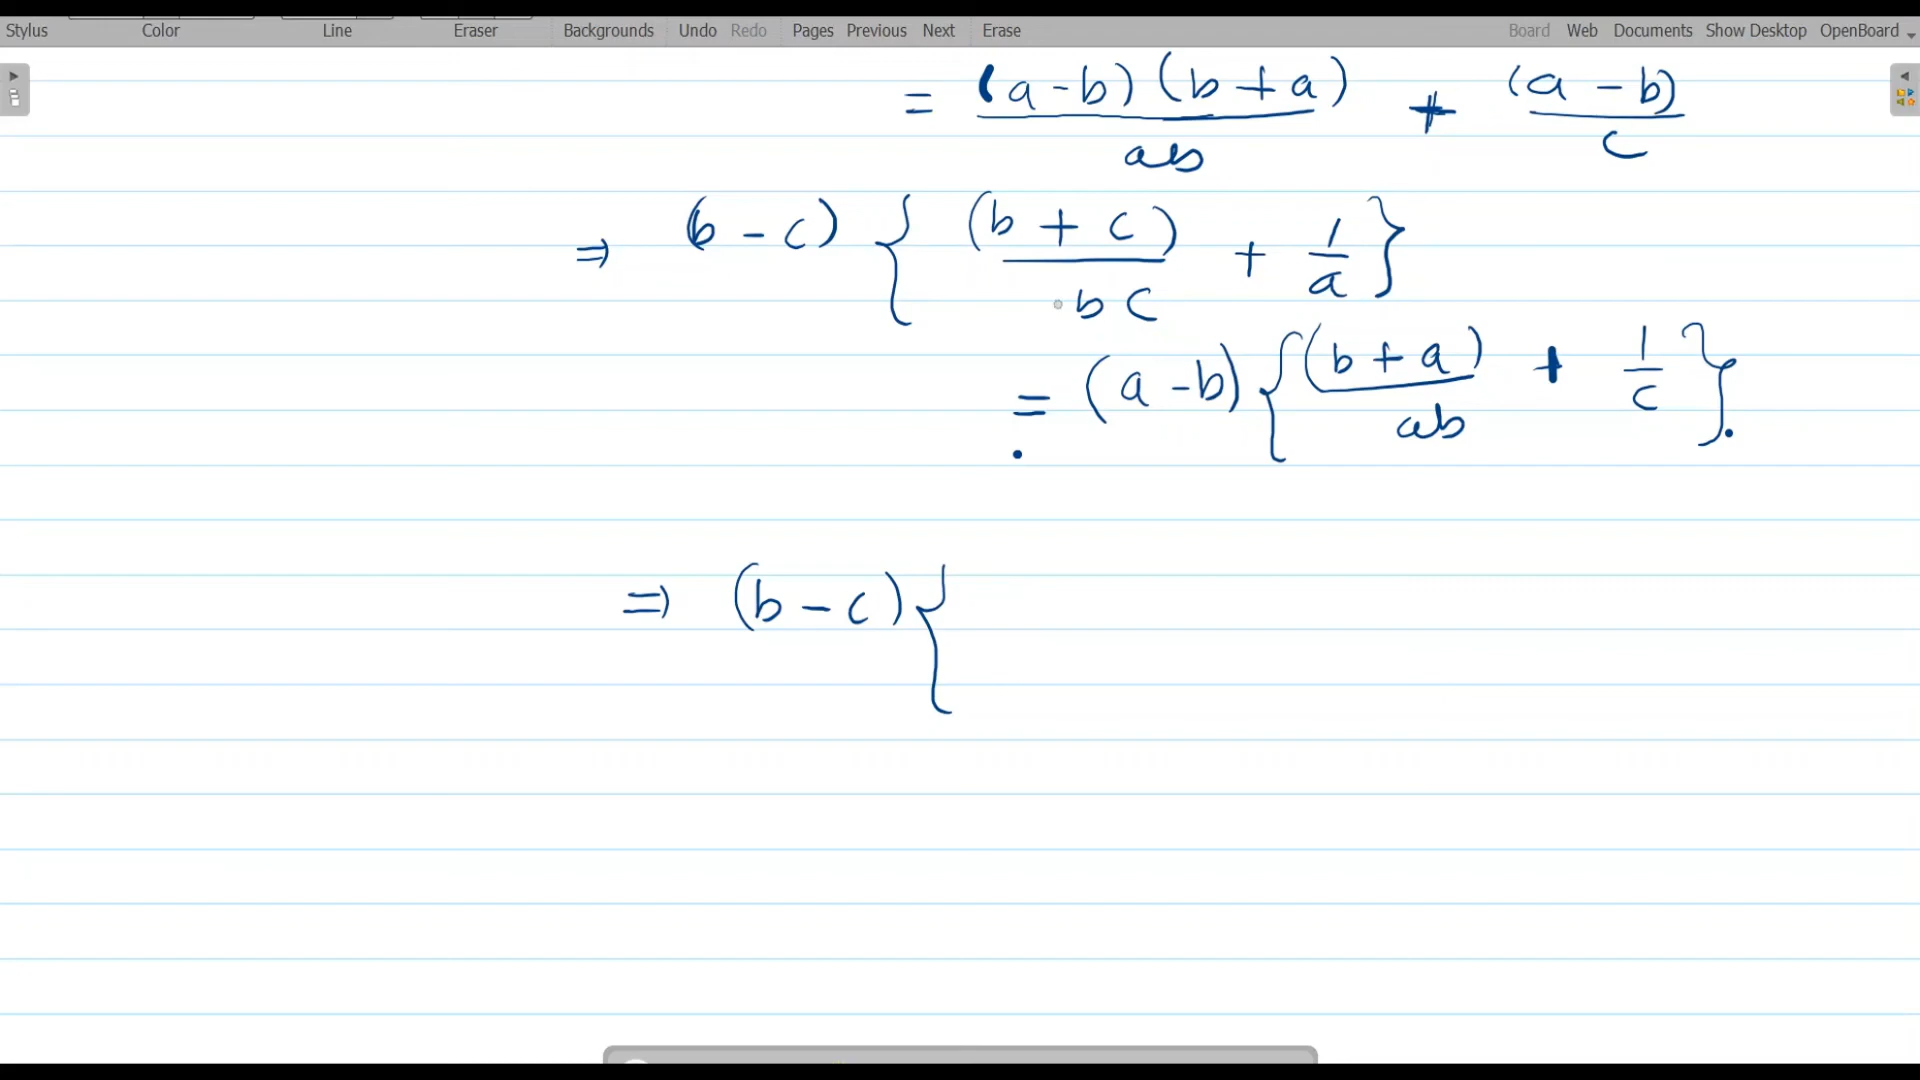 Stylus Color Line Eraser Backgrounds Undo Redo Pages Previous Next Erase Board Web Documents Show Desktop OpenBoard
= (a-b)(b+a)/ab + (a-b)/c
⇒ (b-c){(b+c)/bc + 1/a}
= (a-b){(b+a)/ab + 1/c}.
⇒ (b-c){